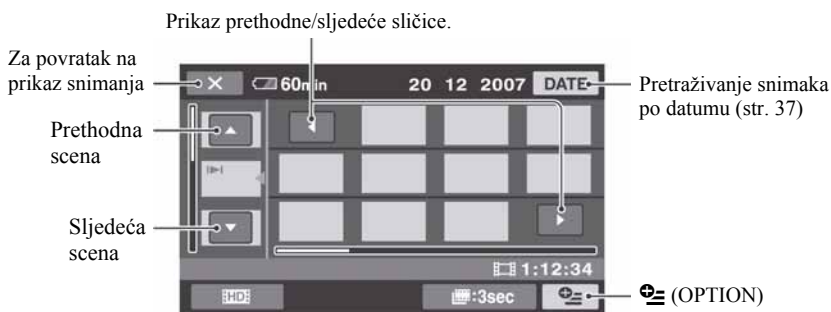 Prikaz prethodne/sljedeće sličice.
Za povratak na
prikaz snimanja
60min
20 12 2007
DATE
Pretraživanje snimaka
po datumu (str. 37)
Prethodna
scena
Sljedeća
scena
1:12:34
HD
:3sec
(OPTION)